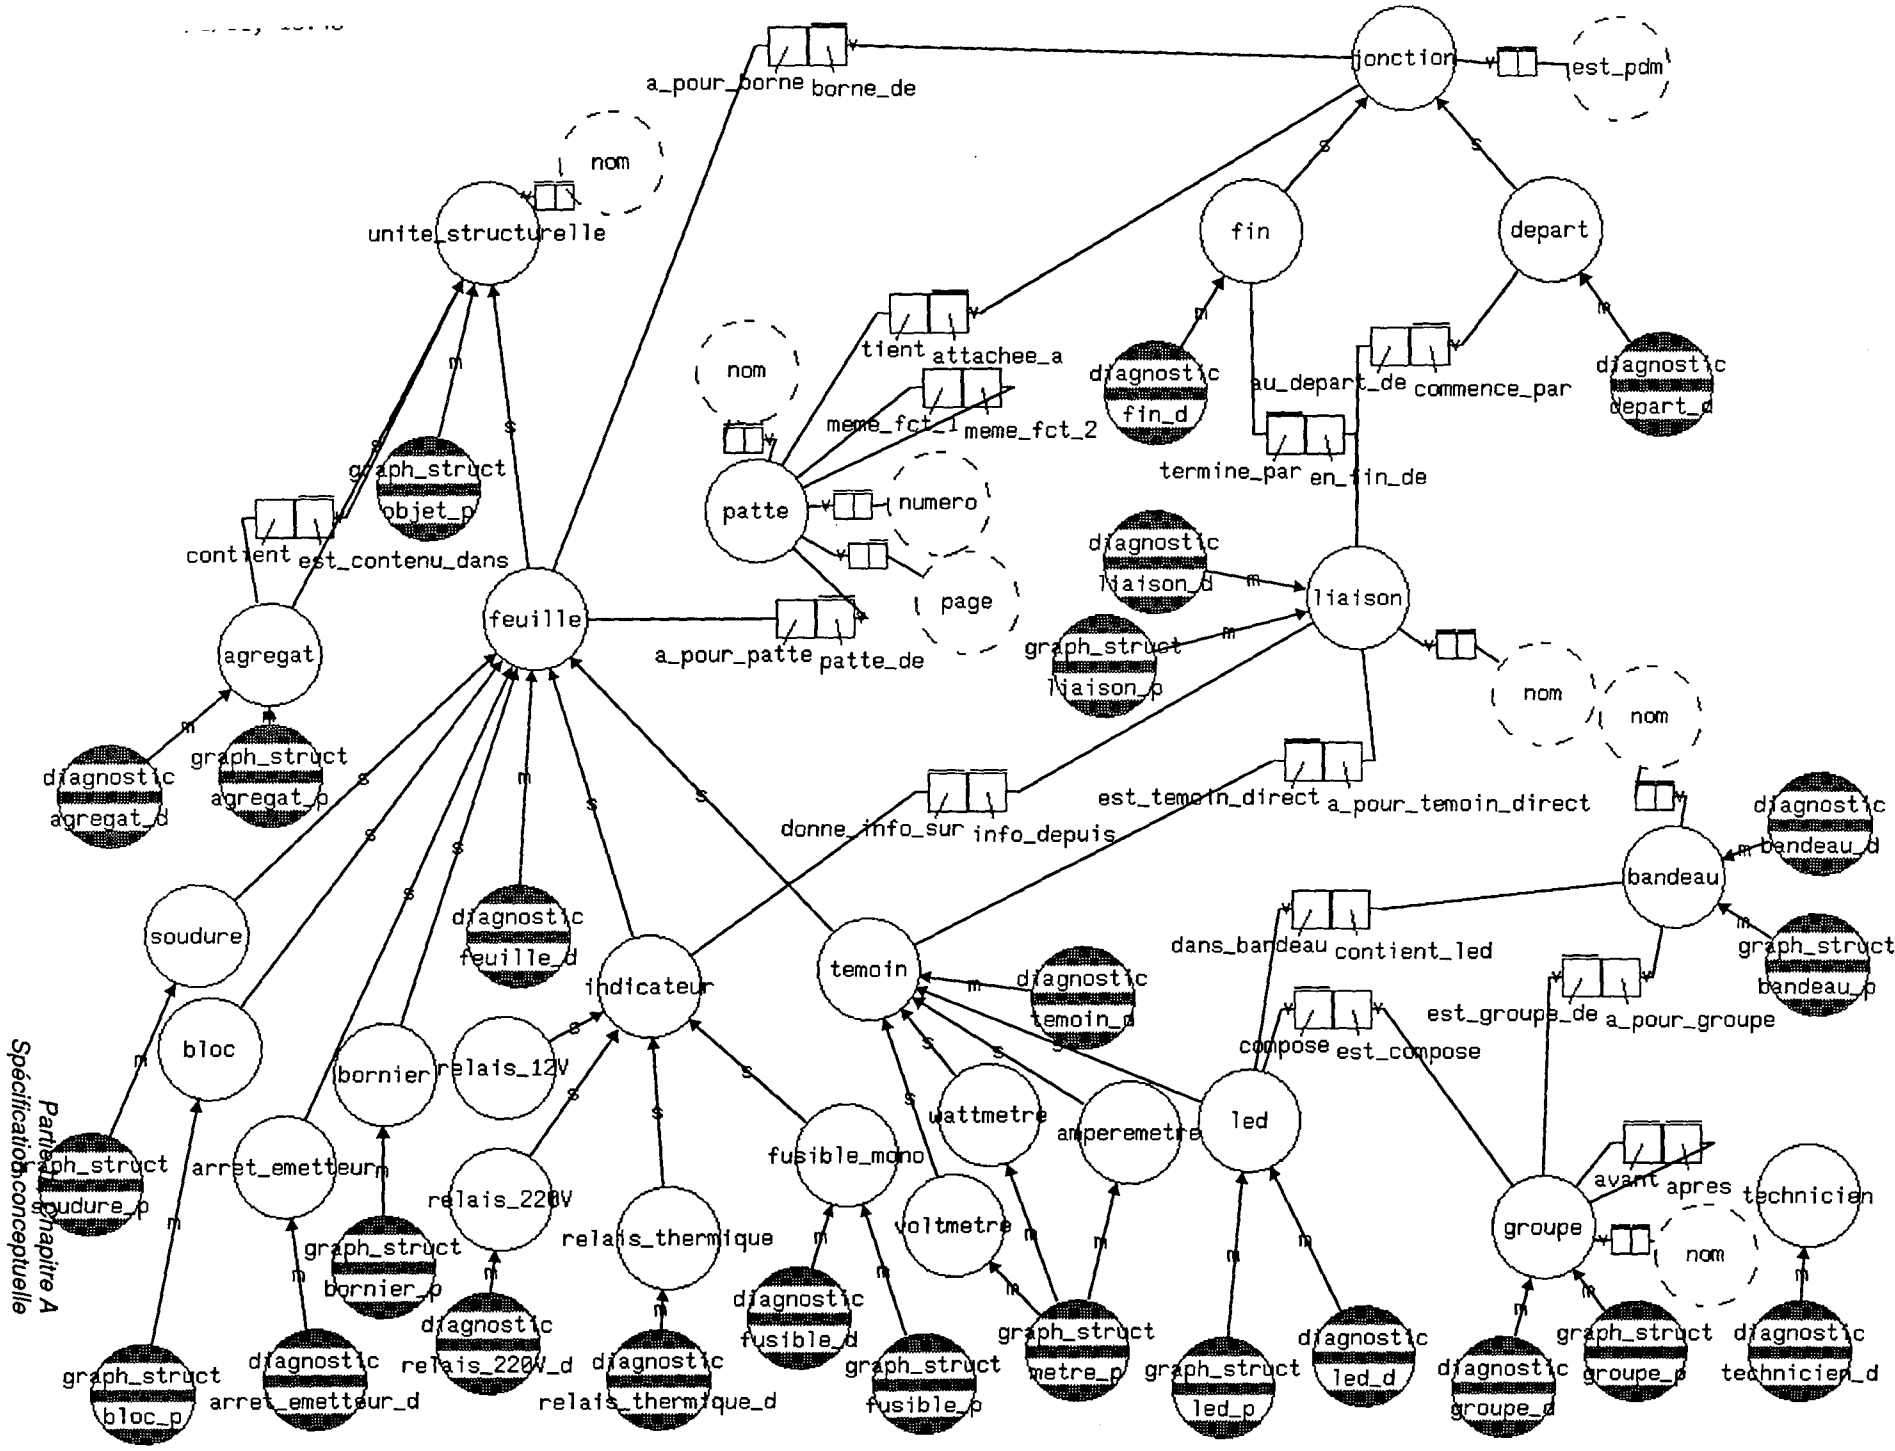 jonction
est_pdm
a_pour_borne
borne_de
nom
unite_structurelle
s
s
fin
depart
m
m
tient
attachee_a
nom
diagnostic
fin_d
au_depart_de
commence_par
diagnostic
depart_d
m
meme_fct_1
meme_fct_2
s
s
graph_struct
objet_p
termine_par
en_fin_de
patte
numero
contient
est_contenu_dans
diagnostic
liaison_d
m
liaison
page
feuille
a_pour_patte
patte_de
m
graph_struct
liaison_p
agregat
nom
nom
m
m
graph_struct
agregat_p
diagnostic
agregat_d
s
m
s
s
est_temoin_direct
a_pour_temoin_direct
donne_info_sur
info_depuis
s
s
s
diagnostic
bandeau_d
m
bandeau
m
graph_struct
bandeau_p
soudure
diagnostic
feuille_d
indicateur
temoin
m
diagnostic
temoin_d
dans_bandeau
contient_led
est_groupe_de
a_pour_groupe
compose
est_compose
bloc
bornier
relais_12V
s
s
s
s
s
s
s
s
m
wattmetre
amperemetre
led
arret_emetteur
m
relais_220V
relais_thermique
fusible_mono
voltmetre
avant
apres
technicien
groupe
nom
graph_struct
soudure_p
m
m
graph_struct
bornier_p
m
m
m
m
m
m
m
m
m
m
m
m
diagnostic
relais_220V_d
diagnostic
fusible_d
graph_struct
bloc_p
diagnostic
arret_emetteur_d
diagnostic
relais_thermique_d
graph_struct
fusible_p
graph_struct
metre_p
graph_struct
led_p
diagnostic
led_d
diagnostic
groupe_d
graph_struct
groupe_p
diagnostic
technicien_d
Chapitre A
Spécification conceptuelle